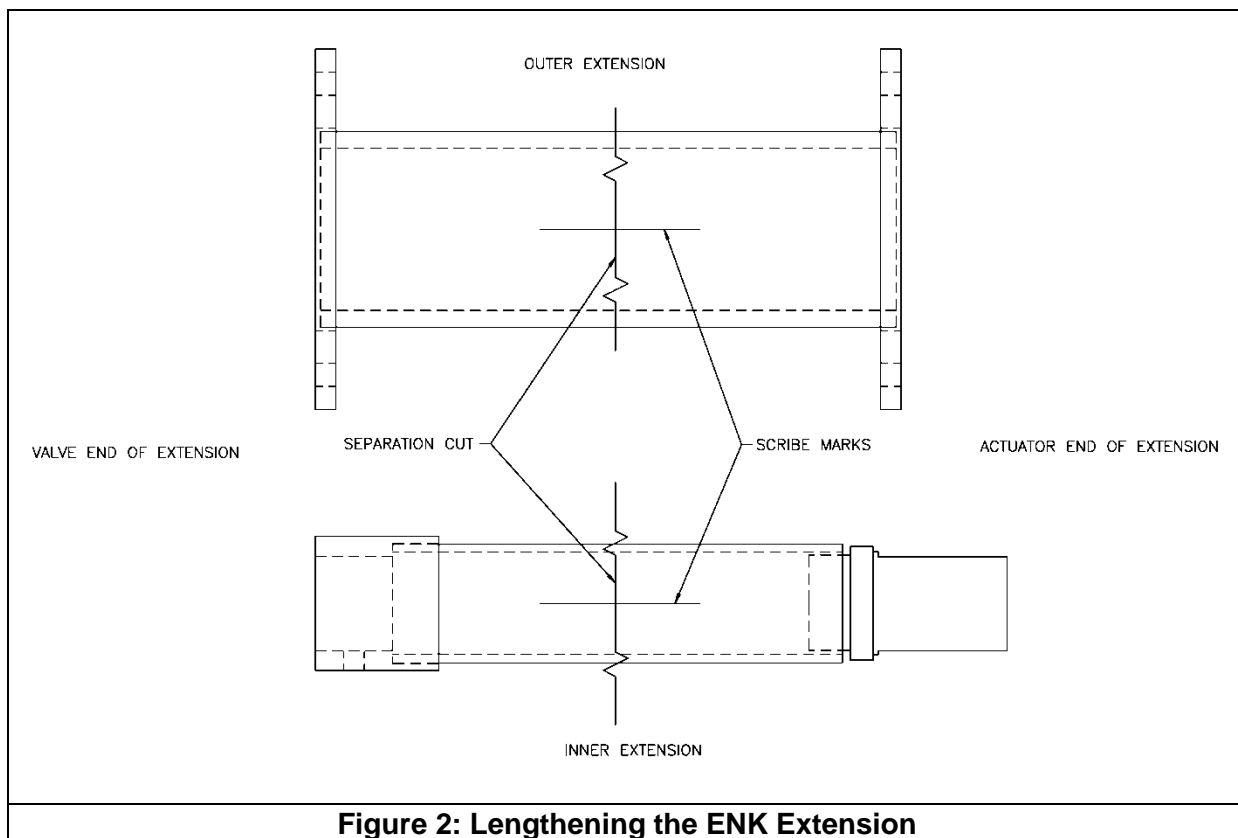 OUTER EXTENSION
VALVE END OF EXTENSION
SEPARATION CUT
SCRIBE MARKS
ACTUATOR END OF EXTENSION
INNER EXTENSION
Figure 2: Lengthening the ENK Extension